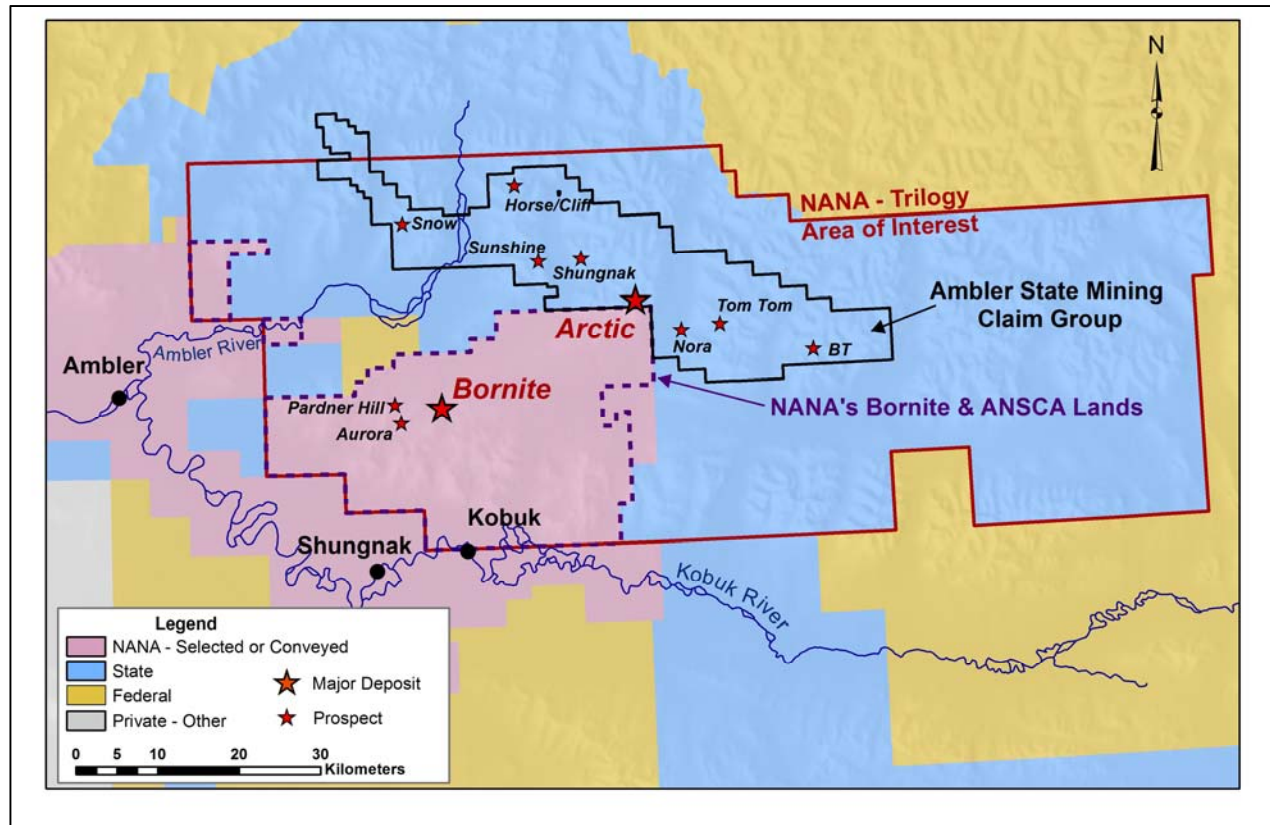 N
Snow
Horse/Cliff
NANA - Trilogy
Area of Interest
Sunshine
Shungnak
Ambler State Mining
Claim Group
Arctic
Tom Tom
Nora
BT
Ambler River
Ambler
Bornite
Pardner Hill
Aurora
NANA's Bornite & ANSCA Lands
Kobuk
Shungnak
Kobuk River
Legend
NANA - Selected or Conveyed
State
Federal
Private - Other
Major Deposit
Prospect
0 5 10 20 30
Kilometers